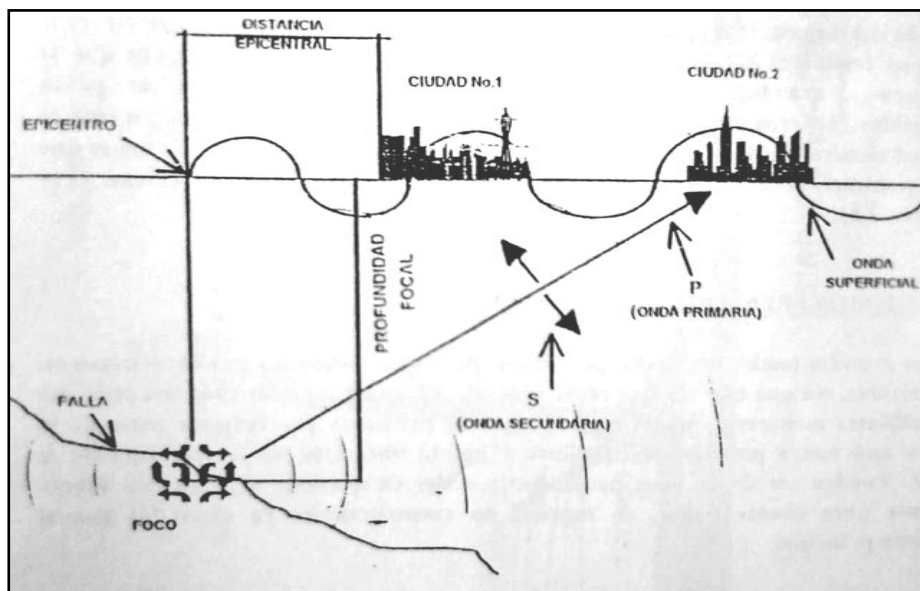 DISTANCIA
EPICENTRAL
CIUDAD No.1
CIUDAD No.2
EPICENTRO
PROFUNDIDAD
FOCAL
ONDA
SUPERFICIAL
P
(ONDA PRIMARIA)
S
(ONDA SECUNDARIA)
FALLA
FOCO